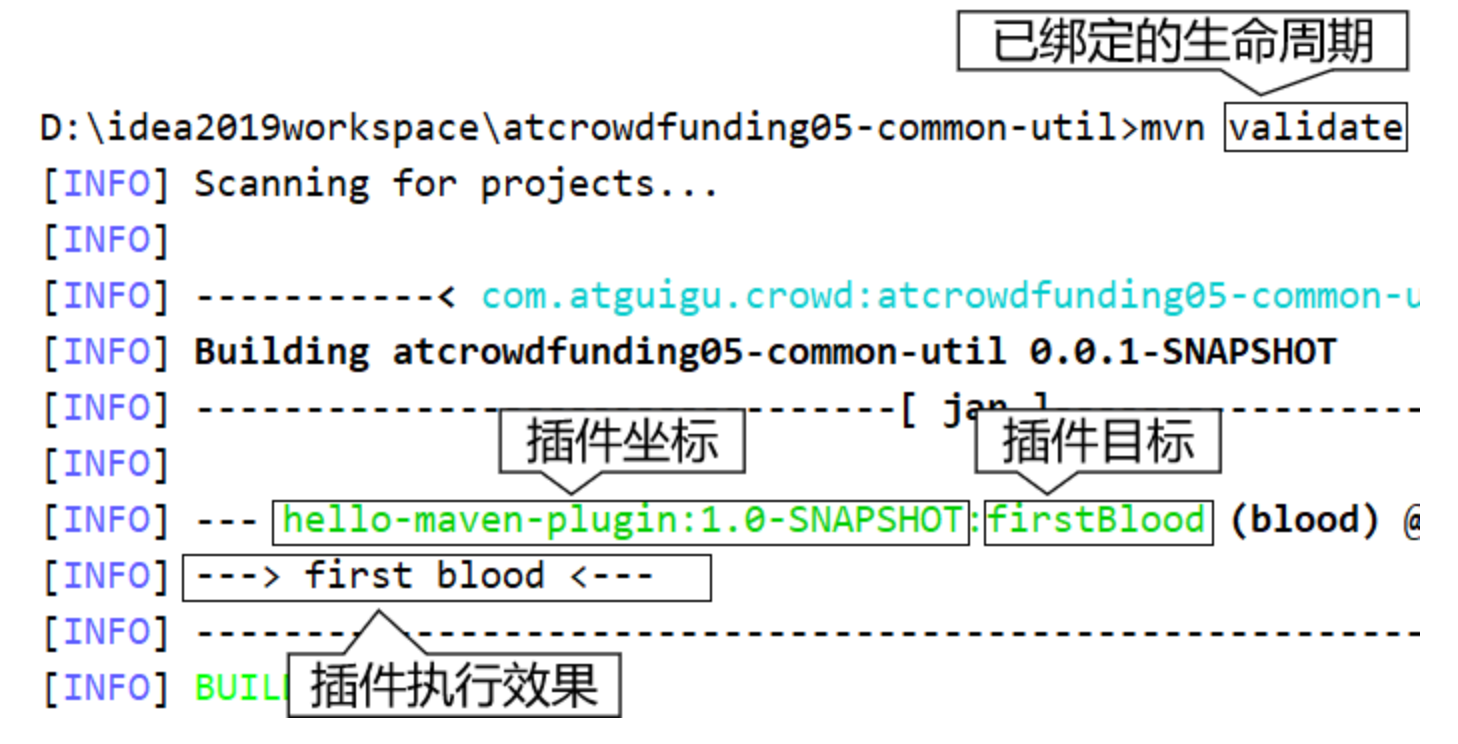 已绑定的生命周期
D:\idea2019workspace\atcrowdfunding05-common-util>mvn validate
[INFO] Scanning for projects...
[INFO]
[INFO] -----------< com.atguigu.crowd:atcrowdfunding05-common-u
[INFO] Building atcrowdfunding05-common-util 0.0.1-SNAPSHOT
[INFO] --------------------------------[ jar ]-----------------
插件坐标 插件目标
[INFO]
[INFO] --- hello-maven-plugin:1.0-SNAPSHOT:firstBlood (blood) @
[INFO] ---> first blood <---
[INFO] --------------------------------------------------------
插件执行效果
[INFO] BUIL